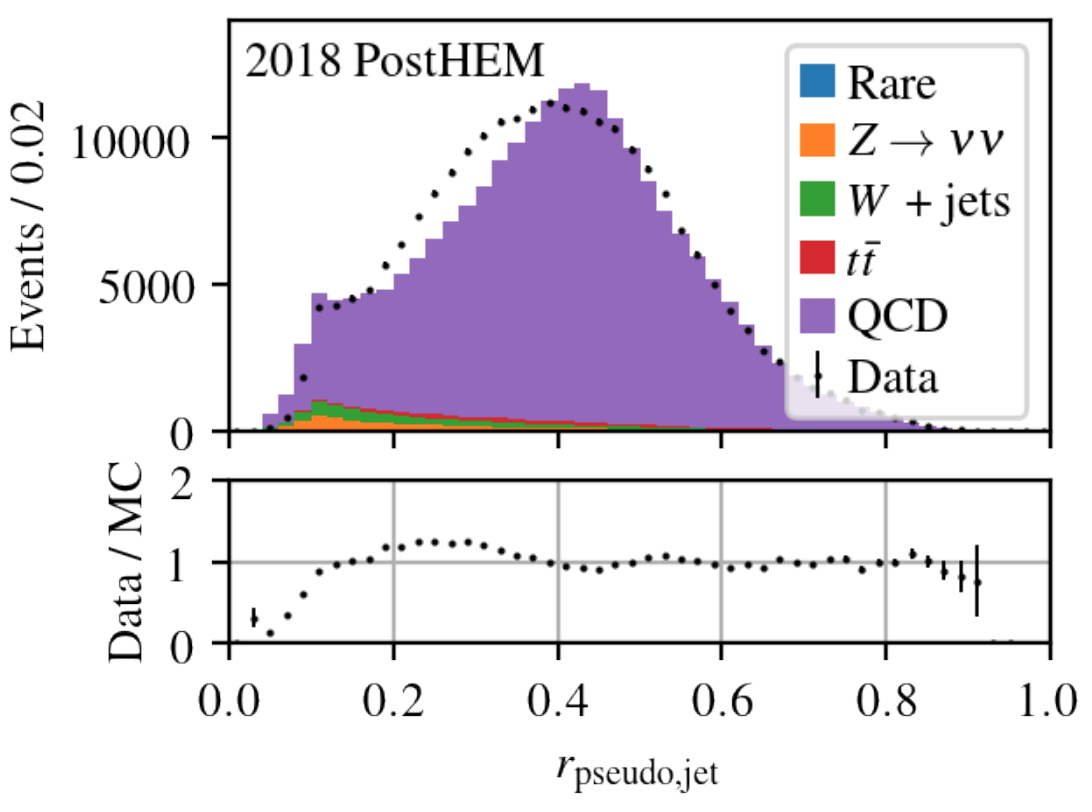 2018 PostHEM
Rare
Z → νν
W + jets
tt̄
QCD
Data
Events / 0.02
10000
5000
0
Data / MC
2
1
0
0.0 0.2 0.4 0.6 0.8 1.0
r_pseudo,jet